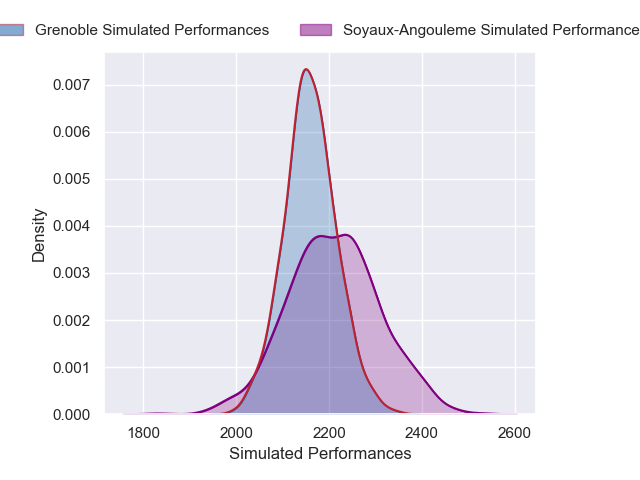 Grenoble Simulated Performances Soyaux-Angouleme Simulated Performance
0.007
0.006
0.005
0.004
0.003
0.002
0.001
0.000
Density
1800 2000 2200 2400 2600
Simulated Performances